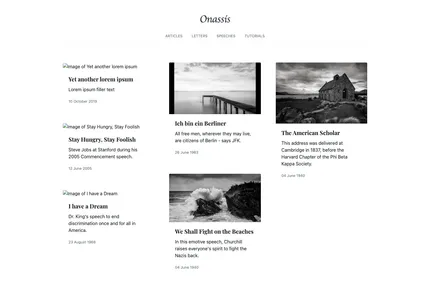 Onassis
ARTICLES LETTERS SPEECHES TUTORIALS
Image of Yet another lorem ipsum
Yet another lorem ipsum
Lorem ipsum filler text
10 October 2019
Image of Stay Hungry, Stay Foolish
Stay Hungry, Stay Foolish
Steve Jobs at Stanford during his
2005 Commencement speech.
12 June 2005
Image of I have a Dream
I have a Dream
Dr. King's speech to end
discrimination once and for all in
America.
Ich bin ein Berliner
All free men, wherever they may live,
are citizens of Berlin - says JFK.
26 June 1963
We Shall Fight on the Beaches
In this emotive speech, Churchill
raises everyone's spirit to fight the
Nazis back.
04 June 1940
The American Scholar
This address was delivered at
Cambridge in 1837, before the
Harvard Chapter of the Phi Beta
Kappa Society.